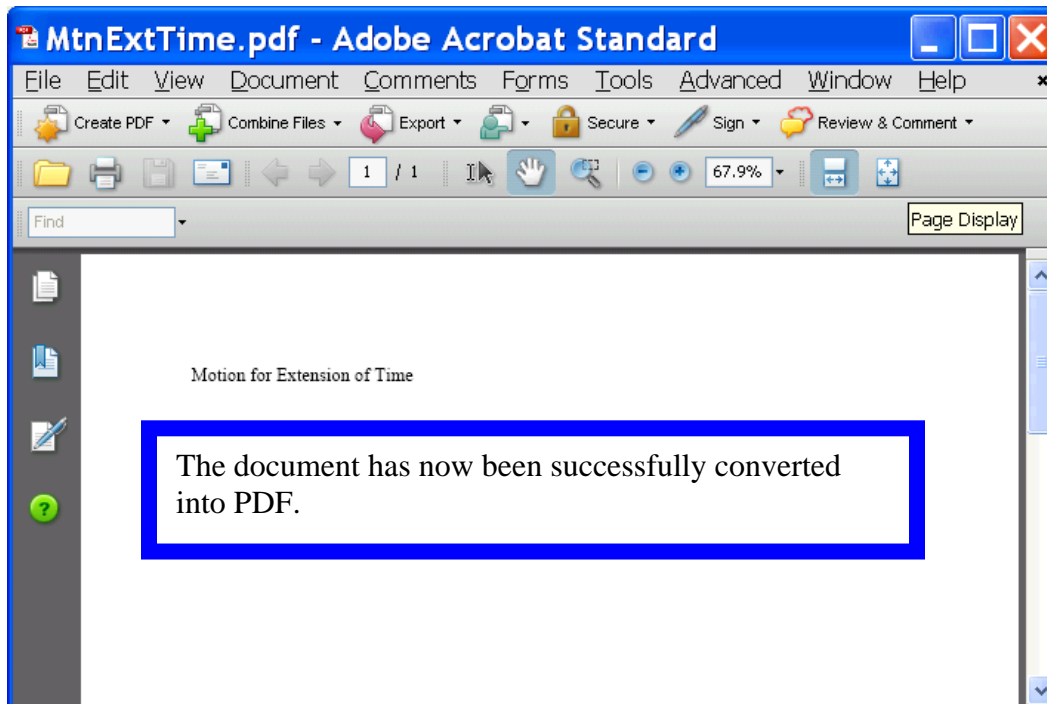 MtnExtTime.pdf - Adobe Acrobat Standard
File Edit View Document Comments Forms Tools Advanced Window Help
Create PDF Combine Files Export Secure Sign Review & Comment
1 / 1 67.9%
Find Page Display
Motion for Extension of Time
The document has now been successfully converted
into PDF.